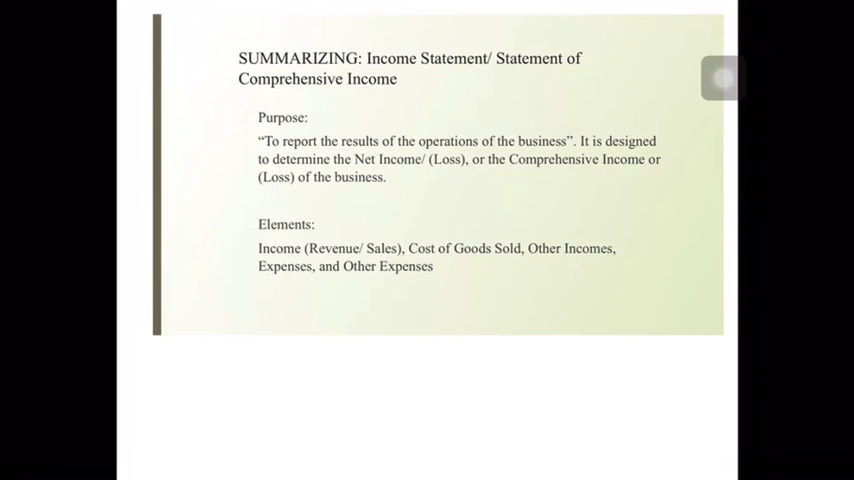 SUMMARIZING: Income Statement/ Statement of
Comprehensive Income
Purpose:
“To report the results of the operations of the business”. It is designed
to determine the Net Income/ (Loss), or the Comprehensive Income or
(Loss) of the business.
Elements:
Income (Revenue/ Sales), Cost of Goods Sold, Other Incomes,
Expenses, and Other Expenses